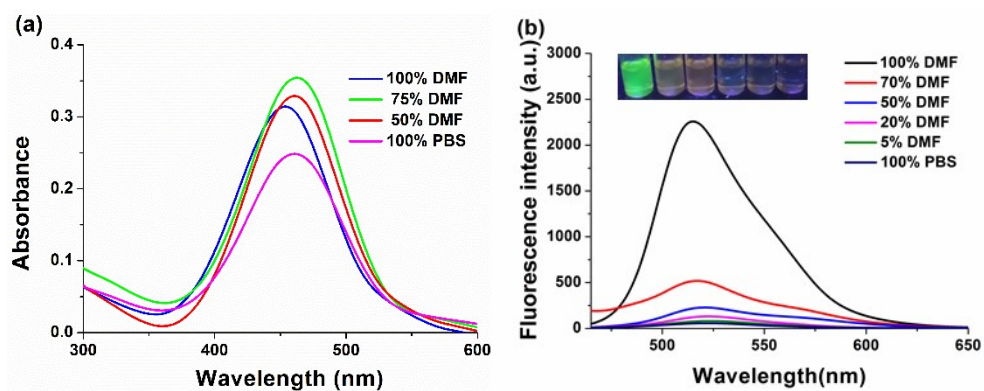 (a)
Absorbance
0.4
0.3
0.2
0.1
0.0
300
400
500
600
Wavelength (nm)
100% DMF
75% DMF
50% DMF
100% PBS
(b)
Fluorescence intensity (a.u.)
3000
2500
2000
1500
1000
500
0
500
550
600
650
Wavelength(nm)
100% DMF
70% DMF
50% DMF
20% DMF
5% DMF
100% PBS